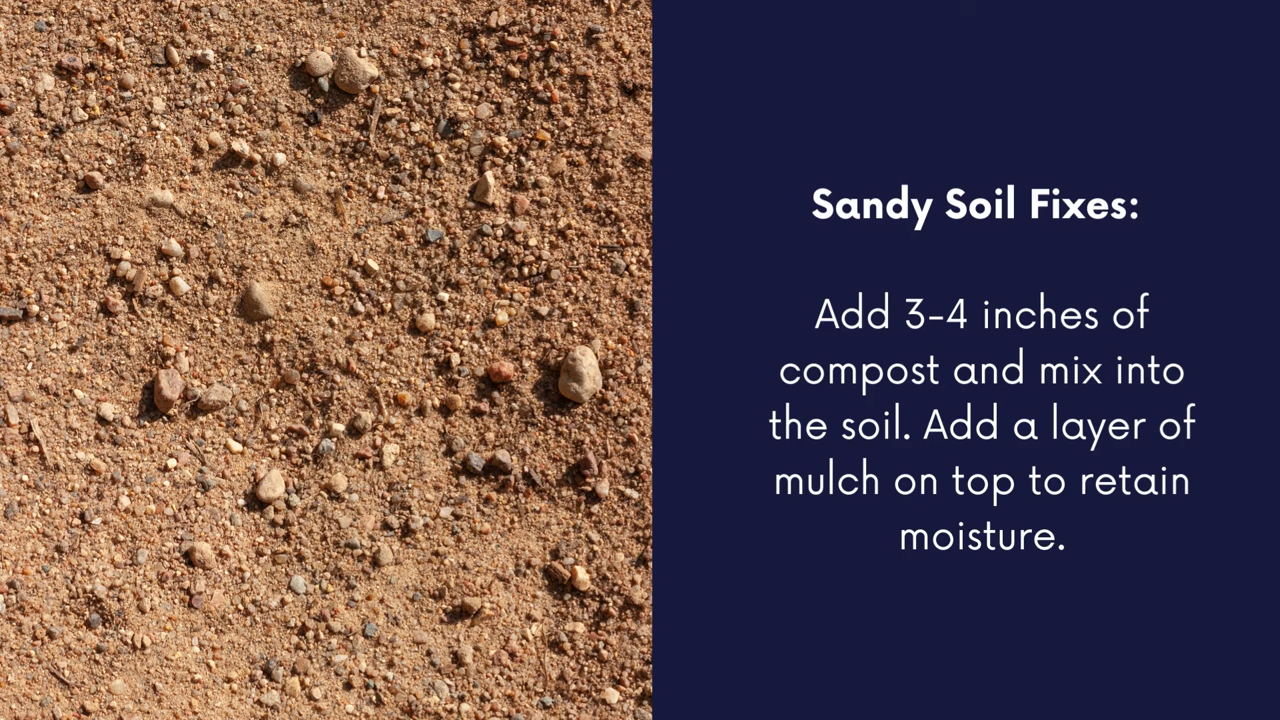 Sandy Soil Fixes:
Add 3-4 inches of
compost and mix into
the soil. Add a layer of
mulch on top to retain
moisture.